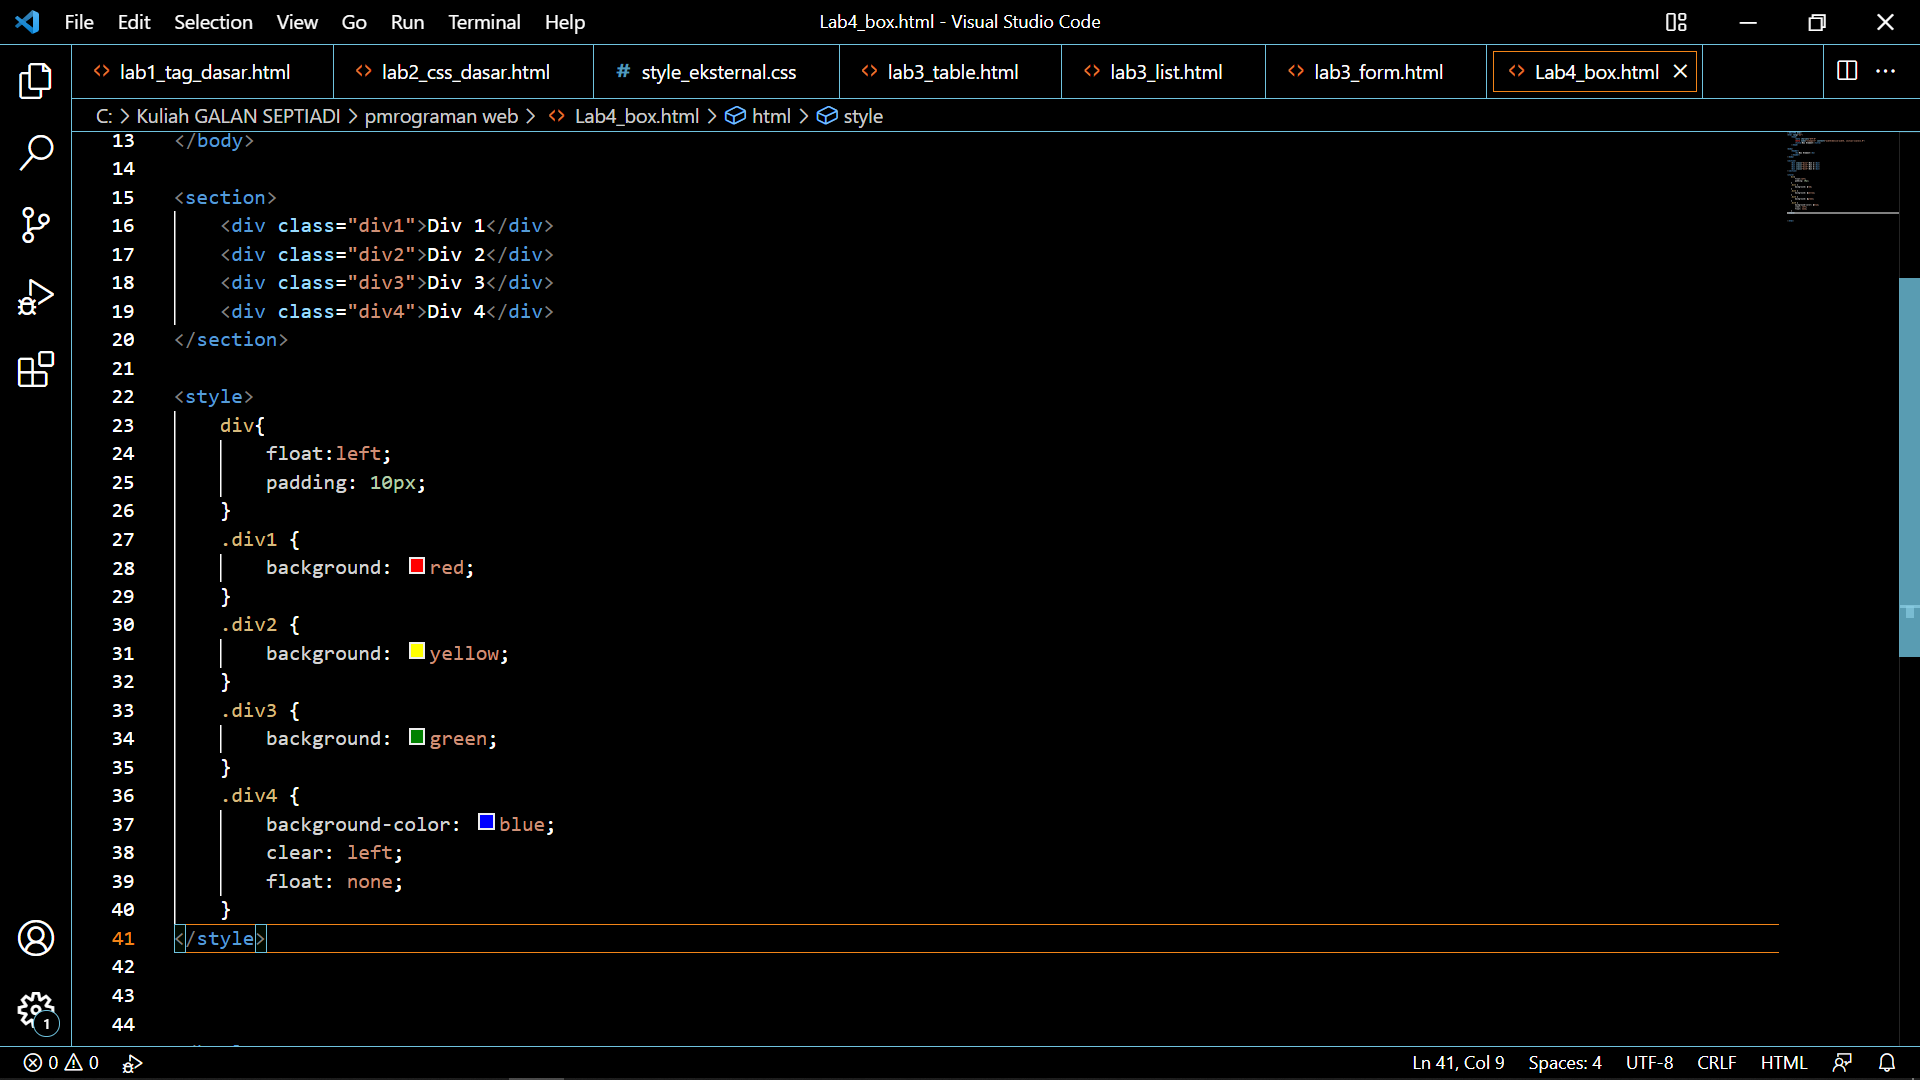 File Edit Selection View Go Run Terminal Help Lab4_box.html - Visual Studio Code
lab1_tag_dasar.html lab2_css_dasar.html # style_eksternal.css lab3_table.html lab3_list.html lab3_form.html Lab4_box.html
C: > Kuliah GALAN SEPTIADI > pmrograman web > Lab4_box.html > html > style
13 </body>
14
15 <section>
16     <div class="div1">Div 1</div>
17     <div class="div2">Div 2</div>
18     <div class="div3">Div 3</div>
19     <div class="div4">Div 4</div>
20 </section>
21
22 <style>
23     div{
24         float:left;
25         padding: 10px;
26     }
27     .div1 {
28         background: red;
29     }
30     .div2 {
31         background: yellow;
32     }
33     .div3 {
34         background: green;
35     }
36     .div4 {
37         background-color: blue;
38         clear: left;
39         float: none;
40     }
41 </style>
42
43
44
1
0 0 Ln 41, Col 9 Spaces: 4 UTF-8 CRLF HTML